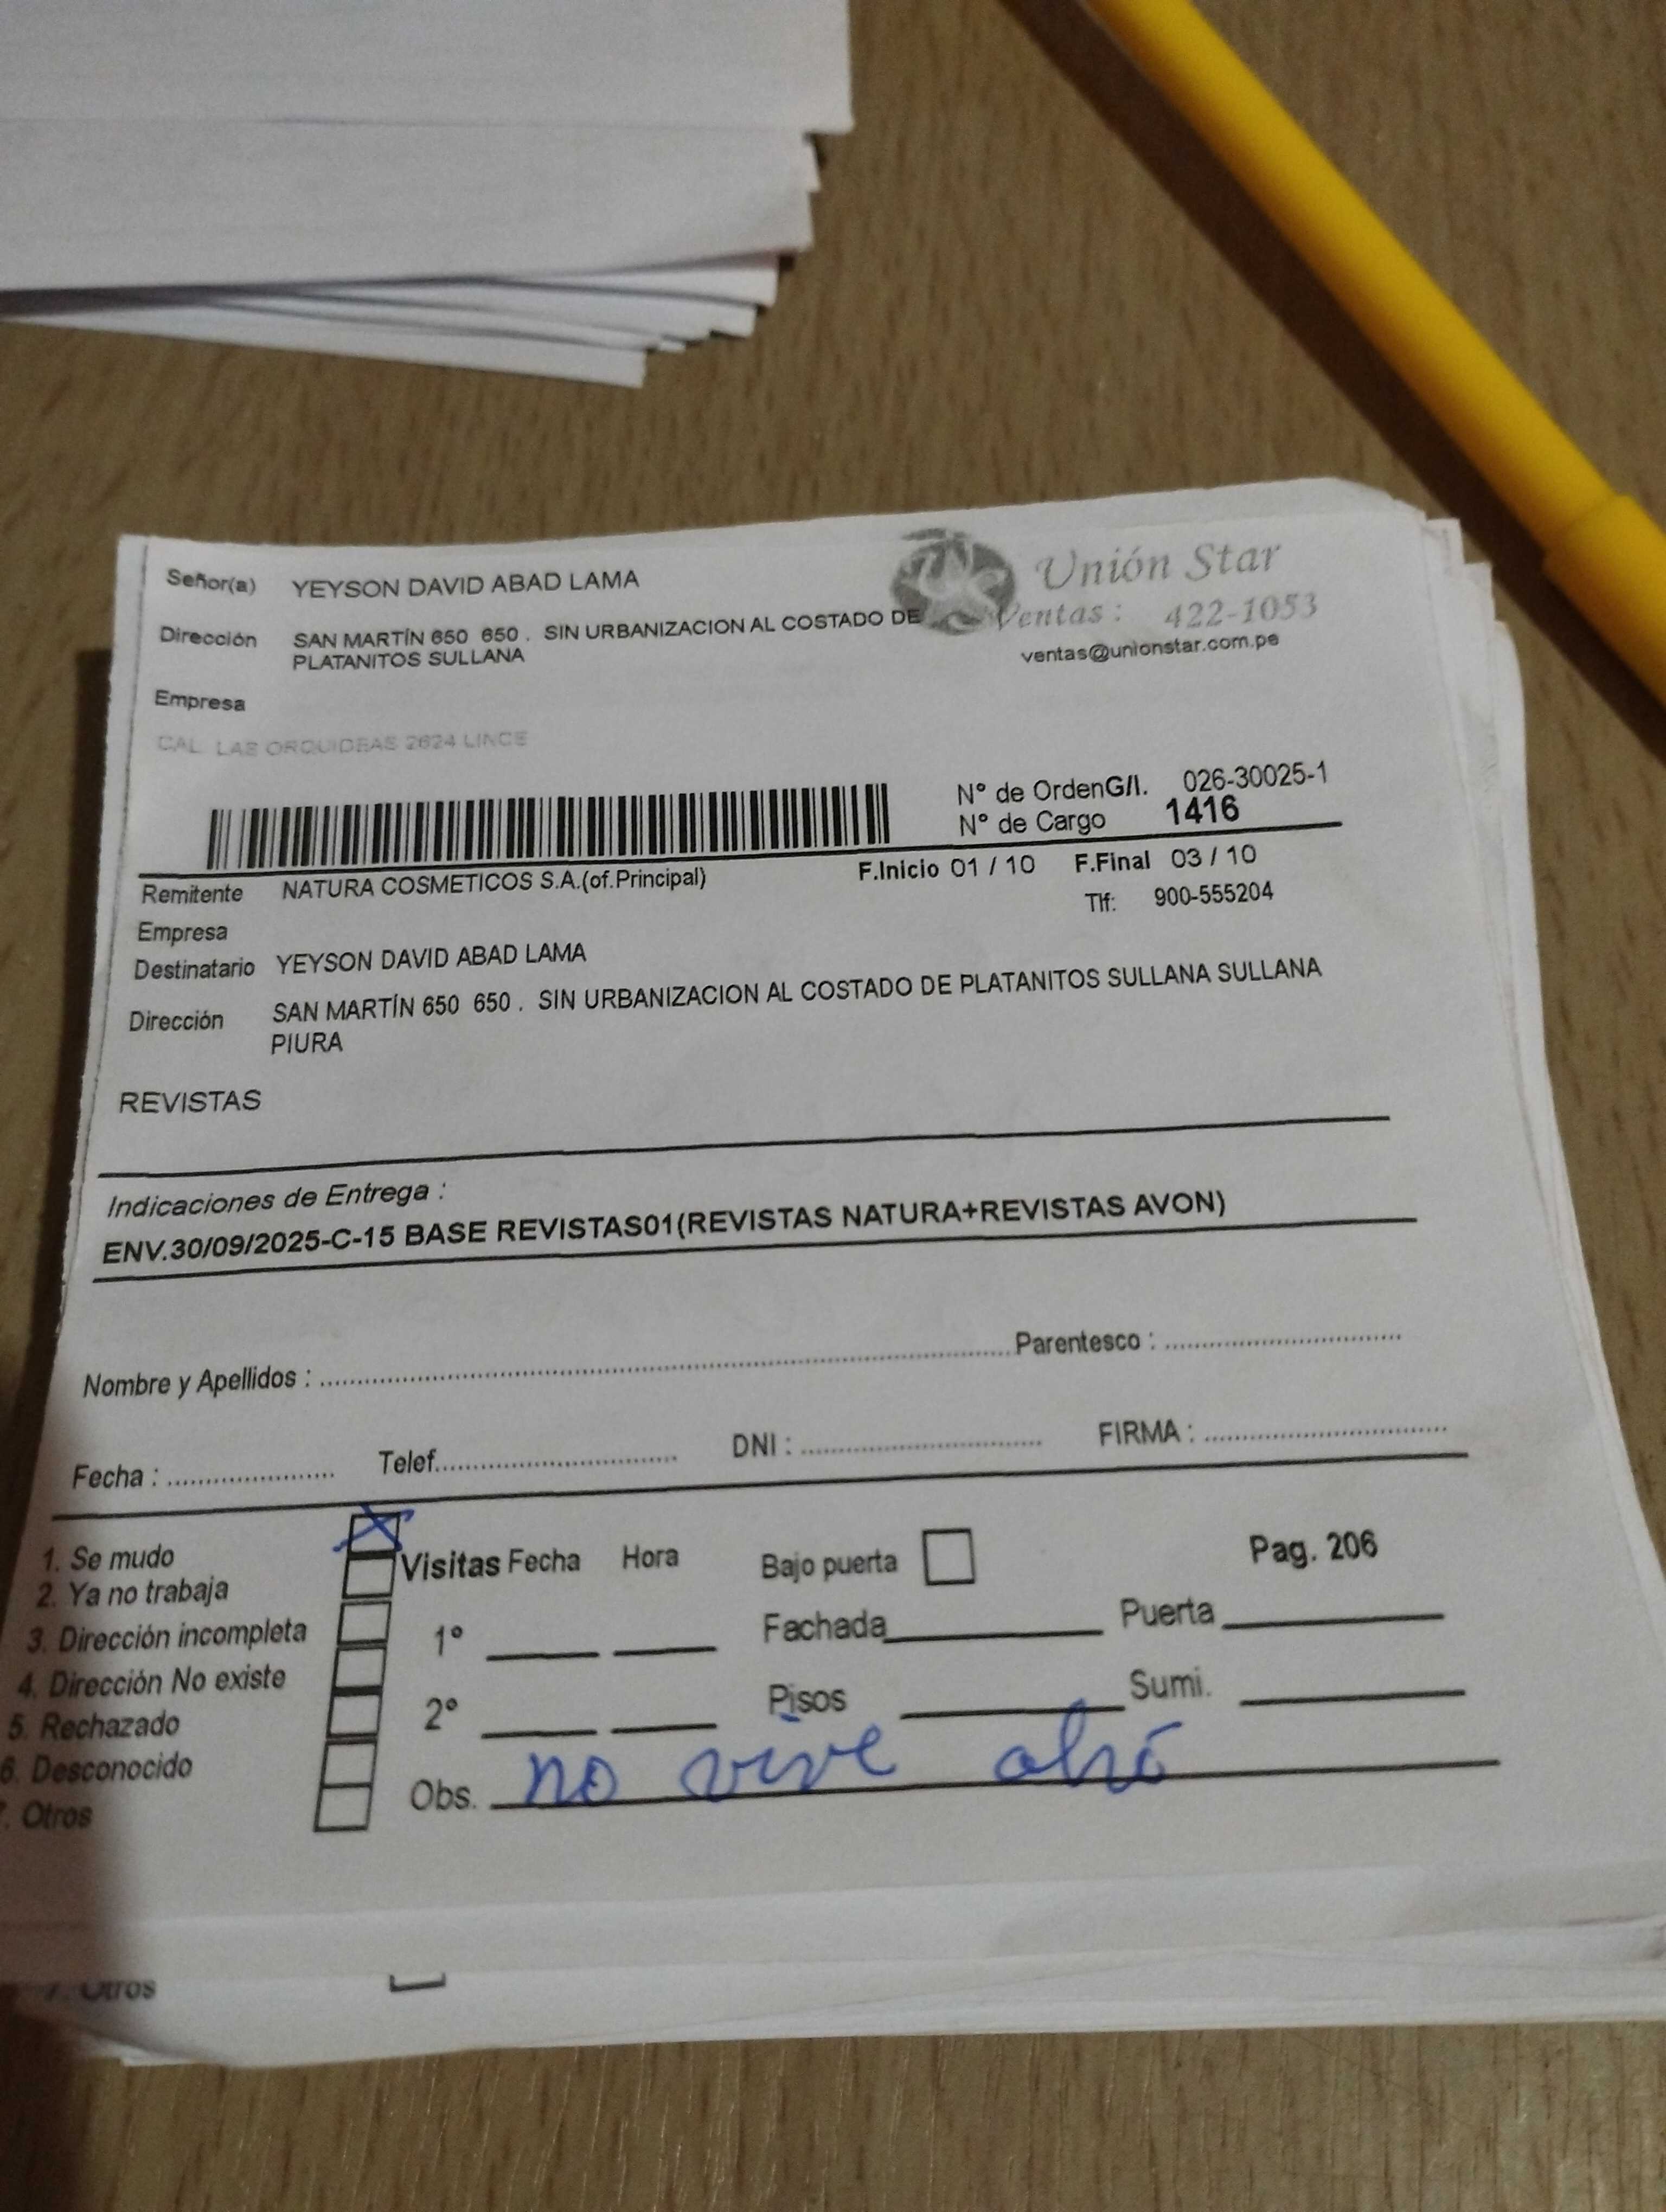 Señor(a) YEYSON DAVID ABAD LAMA
Unión Star
Dirección SAN MARTÍN 650 650 . SIN URBANIZACION AL COSTADO DE
PLATANITOS SULLANA
Ventas : 422-1053
ventas@unionstar.com.pe
Empresa
CAL. LAS ORQUIDEAS 2624 LINCE
N° de OrdenG/I. 026-30025-1
N° de Cargo 1416
Remitente NATURA COSMETICOS S.A.(of.Principal) F.Inicio 01 / 10 F.Final 03 / 10
Tlf: 900-555204
Empresa
Destinatario YEYSON DAVID ABAD LAMA
Dirección SAN MARTÍN 650 650 . SIN URBANIZACION AL COSTADO DE PLATANITOS SULLANA SULLANA
PIURA
REVISTAS
Indicaciones de Entrega :
ENV.30/09/2025-C-15 BASE REVISTAS01(REVISTAS NATURA+REVISTAS AVON)
Nombre y Apellidos : Parentesco :
Fecha : Telef. DNI : FIRMA :
1. Se mudo X Visitas Fecha Hora Bajo puerta Pag. 206
2. Ya no trabaja
3. Dirección incompleta 1° Fachada Puerta
4. Dirección No existe
5. Rechazado 2° Pisos Sumi.
6. Desconocido
7. Otros Obs. no vive ahí
7. Otros